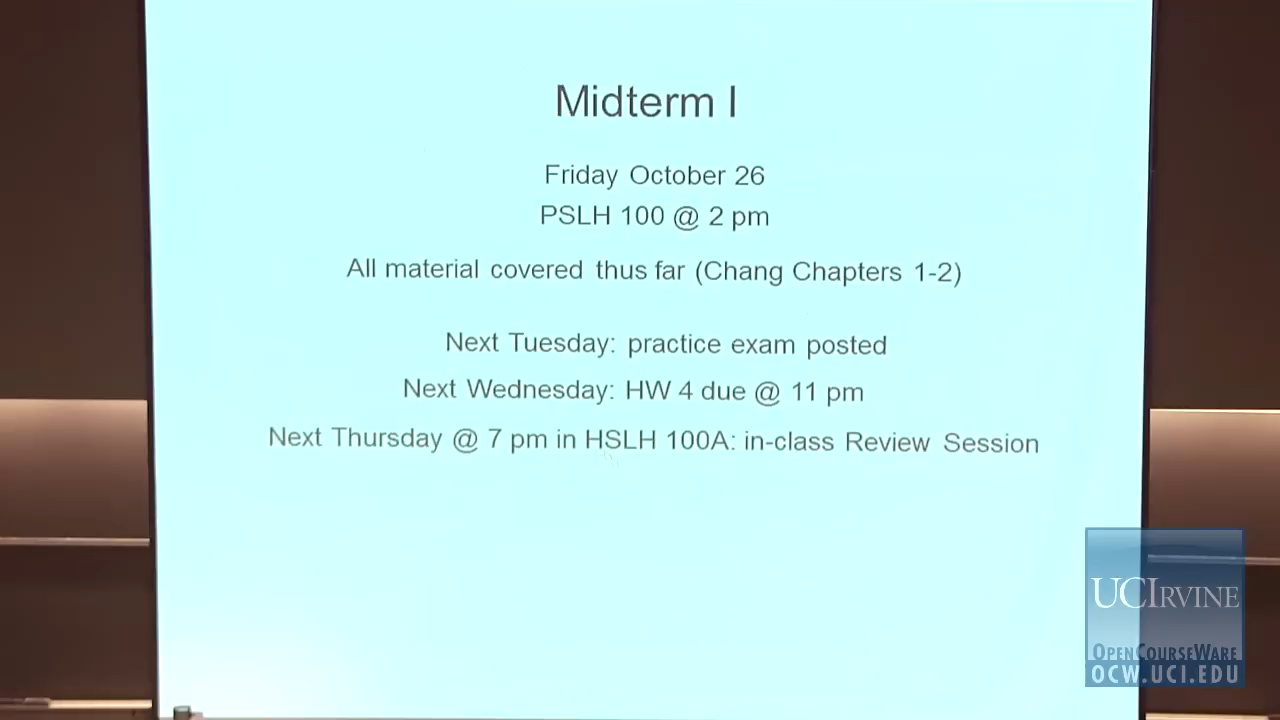 Midterm I
Friday October 26
PSLH 100 @ 2 pm
All material covered thus far (Chang Chapters 1-2)
Next Tuesday: practice exam posted
Next Wednesday: HW 4 due @ 11 pm
Next Thursday @ 7 pm in HSLH 100A: in-class Review Session
UCIRVINE
OPENCOURSEWARE
OCW.UCI.EDU